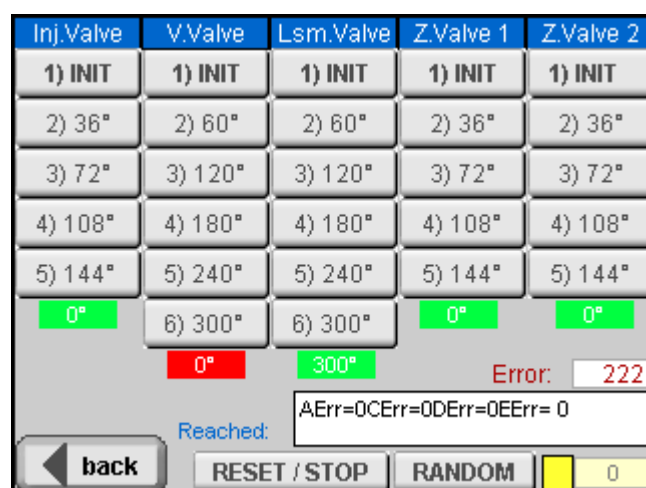 Inj.Valve V.Valve Lsm.Valve Z.Valve 1 Z.Valve 2
1) INIT 1) INIT 1) INIT 1) INIT 1) INIT
2) 36° 2) 60° 2) 60° 2) 36° 2) 36°
3) 72° 3) 120° 3) 120° 3) 72° 3) 72°
4) 108° 4) 180° 4) 180° 4) 108° 4) 108°
5) 144° 5) 240° 5) 240° 5) 144° 5) 144°
0° 6) 300° 6) 300° 0° 0°
0° 300° Error: 222
AErr=0CErr=0DErr=0EErr= 0
Reached:
back RESET / STOP RANDOM 0